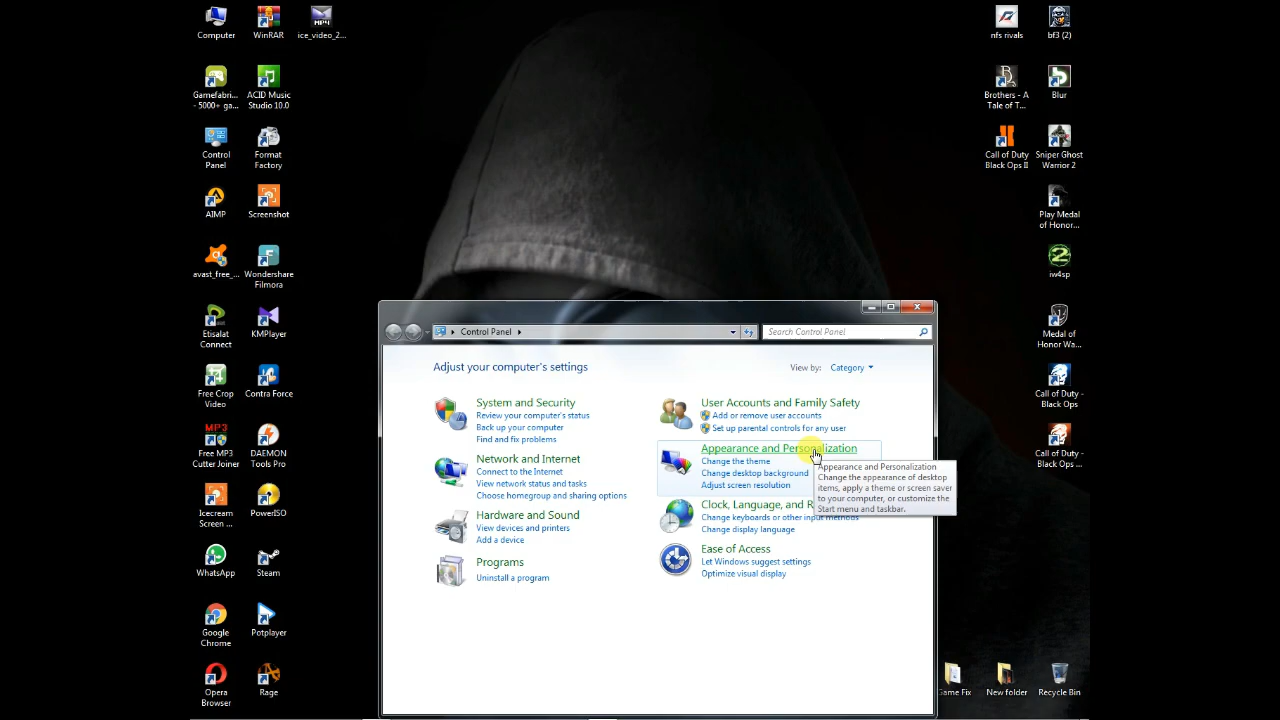 Computer
WinRAR
MP4
ice_video_2...
nfs rivals
bf3 (2)
Gamefabri...
- 5000+ ga...
ACID Music
Studio 10.0
Brothers - A
Tale of T...
Blur
Control
Panel
Format
Factory
Call of Duty
Black Ops II
Sniper Ghost
Warrior 2
AIMP
Screenshot
Play Medal
of Honor...
avast_free_...
Wondershare
Filmora
iw4sp
Etisalat
Connect
KMPlayer
Medal of
Honor Wa...
Free Crop
Video
Contra Force
Call of Duty -
Black Ops
MP3
Free MP3
Cutter Joiner
DAEMON
Tools Pro
Call of Duty -
Black Ops...
Icecream
Screen ...
PowerISO
WhatsApp
Steam
Google
Chrome
Potplayer
Opera
Browser
Rage
Game Fix
New folder
Recycle Bin
Control Panel
Search Control Panel
Adjust your computer's settings
View by: Category
System and Security
Review your computer's status
Back up your computer
Find and fix problems
Network and Internet
Connect to the Internet
View network status and tasks
Choose homegroup and sharing options
Hardware and Sound
View devices and printers
Add a device
Programs
Uninstall a program
User Accounts and Family Safety
Add or remove user accounts
Set up parental controls for any user
Appearance and Personalization
Change the theme
Change desktop background
Adjust screen resolution
Appearance and Personalization
Change the appearance of desktop
items, apply a theme or screen saver
to your computer, or customize the
Start menu and taskbar.
Clock, Language, and R
Change keyboards or other input methods
Change display language
Ease of Access
Let Windows suggest settings
Optimize visual display